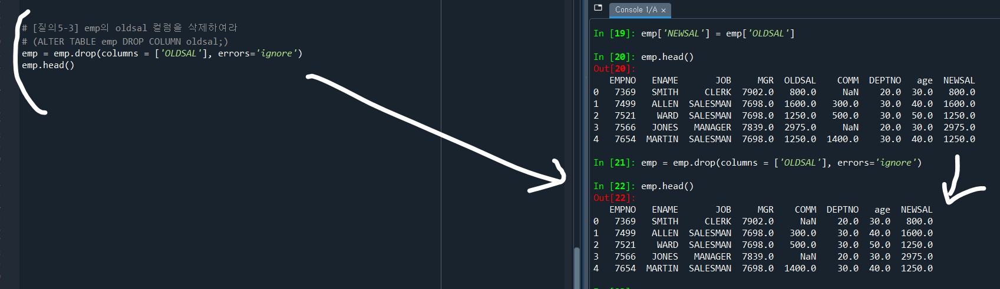 # [질의5-3] emp의 oldsal 컬럼을 삭제하여라
# (ALTER TABLE emp DROP COLUMN oldsal;)
emp = emp.drop(columns = ['OLDSAL'], errors='ignore')
emp.head()
Console 1/A ×
In [19]: emp['NEWSAL'] = emp['OLDSAL']
In [20]: emp.head()
Out[20]:
EMPNO ENAME JOB MGR OLDSAL COMM DEPTNO age NEWSAL
0 7369 SMITH CLERK 7902.0 800.0 NaN 20.0 30.0 800.0
1 7499 ALLEN SALESMAN 7698.0 1600.0 300.0 30.0 40.0 1600.0
2 7521 WARD SALESMAN 7698.0 1250.0 500.0 30.0 50.0 1250.0
3 7566 JONES MANAGER 7839.0 2975.0 NaN 20.0 30.0 2975.0
4 7654 MARTIN SALESMAN 7698.0 1250.0 1400.0 30.0 40.0 1250.0
In [21]: emp = emp.drop(columns = ['OLDSAL'], errors='ignore')
In [22]: emp.head()
Out[22]:
EMPNO ENAME JOB MGR COMM DEPTNO age NEWSAL
0 7369 SMITH CLERK 7902.0 NaN 20.0 30.0 800.0
1 7499 ALLEN SALESMAN 7698.0 300.0 30.0 40.0 1600.0
2 7521 WARD SALESMAN 7698.0 500.0 30.0 50.0 1250.0
3 7566 JONES MANAGER 7839.0 NaN 20.0 30.0 2975.0
4 7654 MARTIN SALESMAN 7698.0 1400.0 30.0 40.0 1250.0